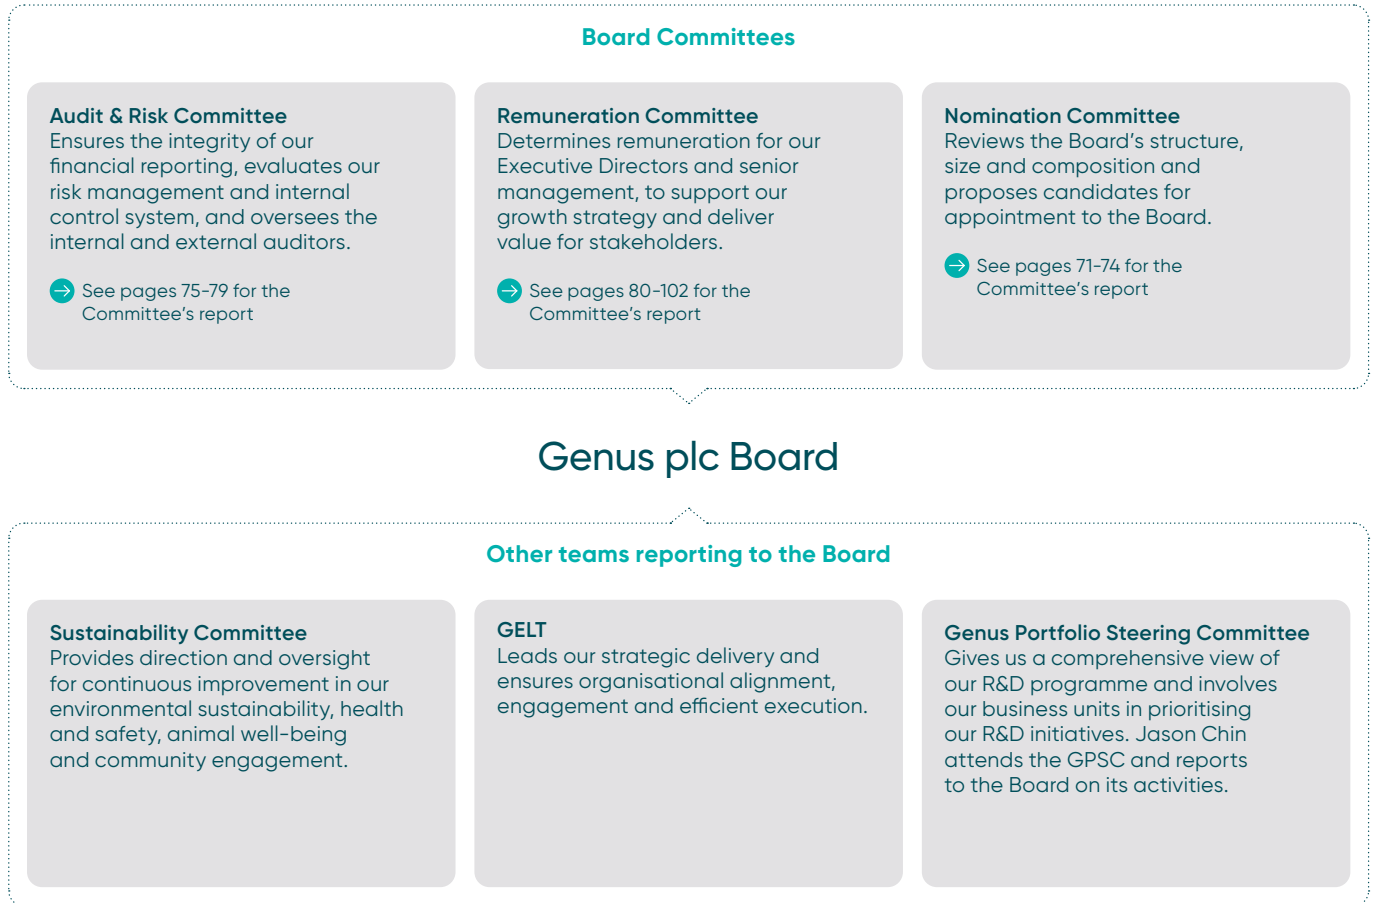 Board Committees
Audit & Risk Committee
Ensures the integrity of our
financial reporting, evaluates our
risk management and internal
control system, and oversees the
internal and external auditors.
See pages 75-79 for the
Committee's report
Remuneration Committee
Determines remuneration for our
Executive Directors and senior
management, to support our
growth strategy and deliver
value for stakeholders.
See pages 80-102 for the
Committee's report
Nomination Committee
Reviews the Board's structure,
size and composition and
proposes candidates for
appointment to the Board.
See pages 71-74 for the
Committee's report
Genus plc Board
Other teams reporting to the Board
Sustainability Committee
Provides direction and oversight
for continuous improvement in our
environmental sustainability, health
and safety, animal well-being
and community engagement.
GELT
Leads our strategic delivery and
ensures organisational alignment,
engagement and efficient execution.
Genus Portfolio Steering Committee
Gives us a comprehensive view of
our R&D programme and involves
our business units in prioritising
our R&D initiatives. Jason Chin
attends the GPSC and reports
to the Board on its activities.